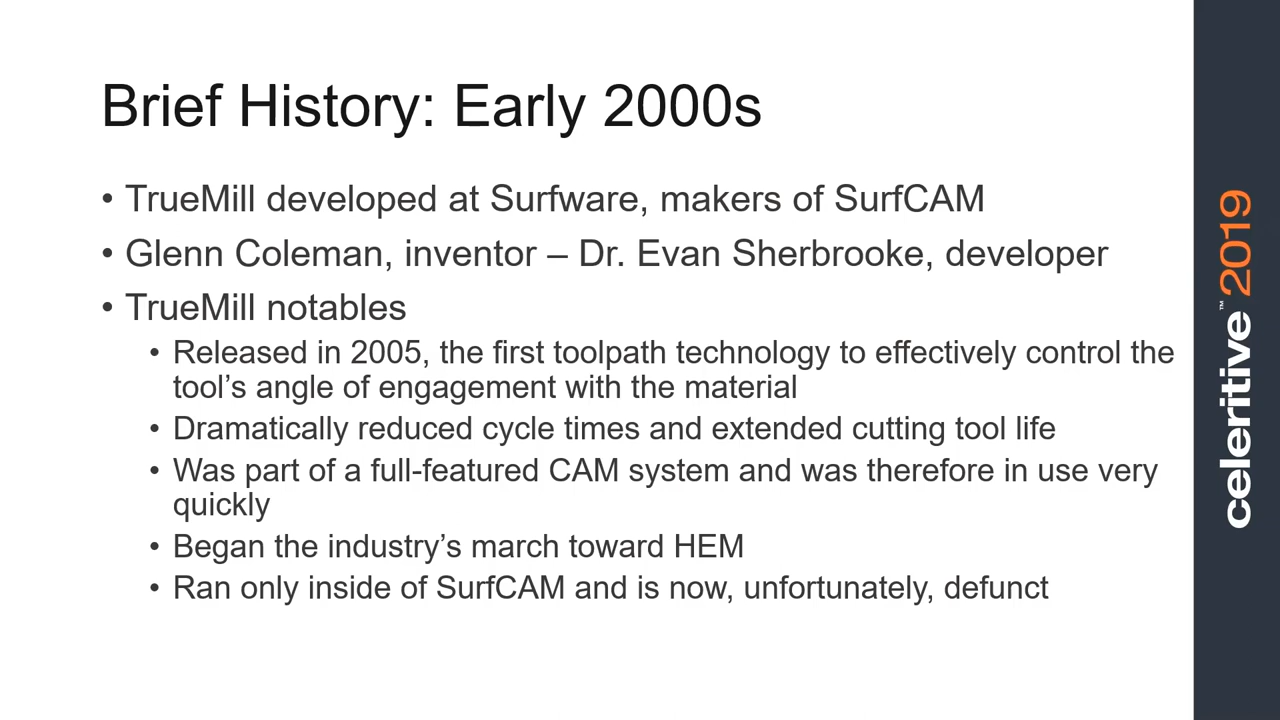 Brief History: Early 2000s
• TrueMill developed at Surfware, makers of SurfCAM
• Glenn Coleman, inventor – Dr. Evan Sherbrooke, developer
• TrueMill notables
• Released in 2005, the first toolpath technology to effectively control the
tool’s angle of engagement with the material
• Dramatically reduced cycle times and extended cutting tool life
• Was part of a full-featured CAM system and was therefore in use very
quickly
• Began the industry’s march toward HEM
• Ran only inside of SurfCAM and is now, unfortunately, defunct
celeritive™ 2019